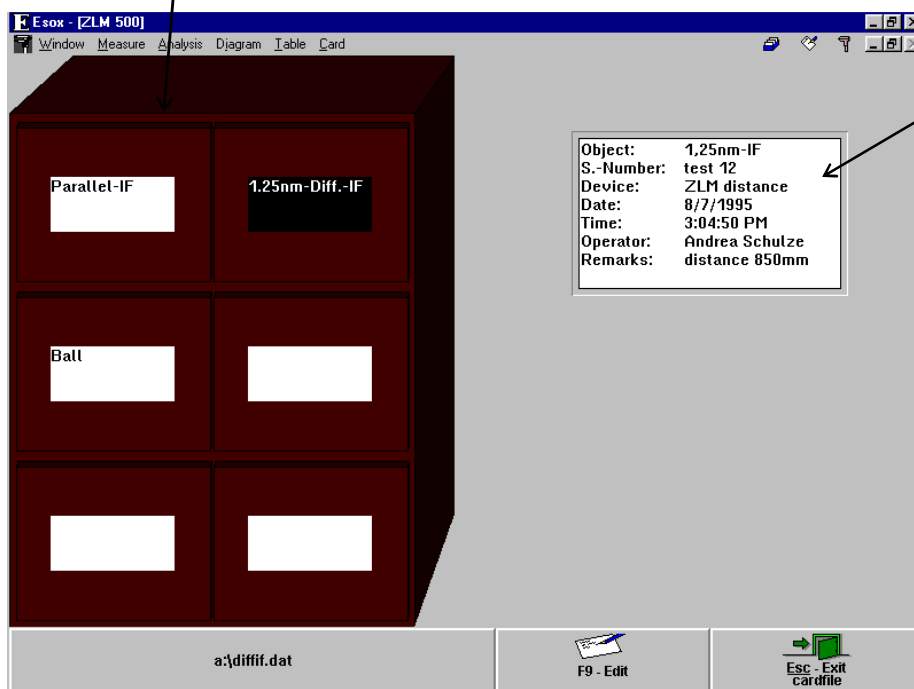 Esox - [ZLM 500]
Window Measure Analysis Djagram Table Card
Parallel-IF
1.25nm-Diff.-IF
Ball
Object: 1,25nm-IF
S.-Number: test 12
Device: ZLM distance
Date: 8/7/1995
Time: 3:04:50 PM
Operator: Andrea Schulze
Remarks: distance 850mm
a:\diffif.dat
F9 - Edit
Esc - Exit
cardfile